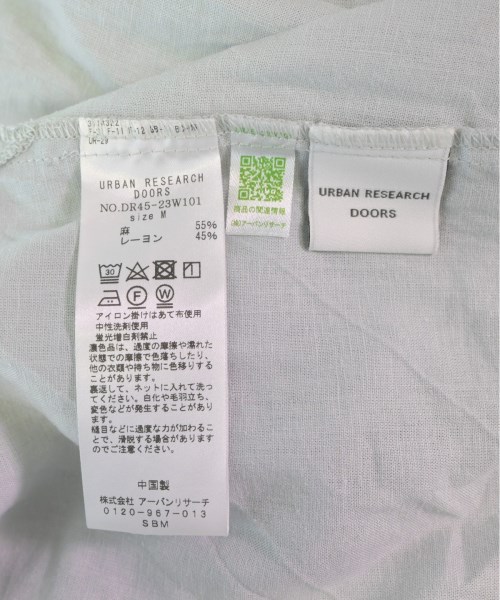 URBAN RESEARCH
DOORS
NO.DR45-23W101
size M
麻 55%
レーヨン 45%
30
F
W
アイロン掛けはあて布使用
中性洗剤使用
蛍光増白剤禁止
濃色品は、過度の摩擦や濡れた
状態での摩擦で色落ちしたり、
他の衣類や持ち物に色移りする
ことがあります。
裏返して、ネットに入れて洗っ
てください。白化や毛羽立ち、
変色などが発生することがあり
ます。
縫目などに過度な力が加わるこ
とで、滑脱する場合があります
のでご注意ください。
中国製
株式会社 アーバンリサーチ
0120-967-013
SBM
商品の関連情報
(株)アーバンリサーチ
URBAN RESEARCH
DOORS